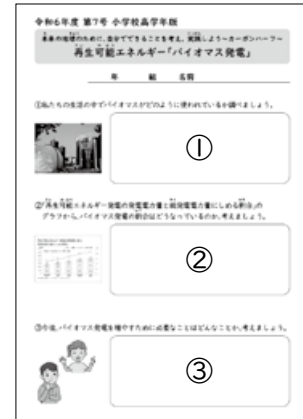 令和6年度 第7号 小学校高学年版
未来の地球のために、自分でできることを考え、実践しよう～カーボンハーフ～
再生可能エネルギー「バイオマス発電」
年 組 名前
①私たちの生活の中でバイオマスがどのように使われているか調べましょう。
①
②「再生可能エネルギー発電の発電電力量と総発電電力量にしめる割合」の
グラフから、バイオマス発電の割合はどうなっているのか、考えましょう。
②
③今後、バイオマス発電を増やすために必要なことはどんなことか、考えましょう。
③